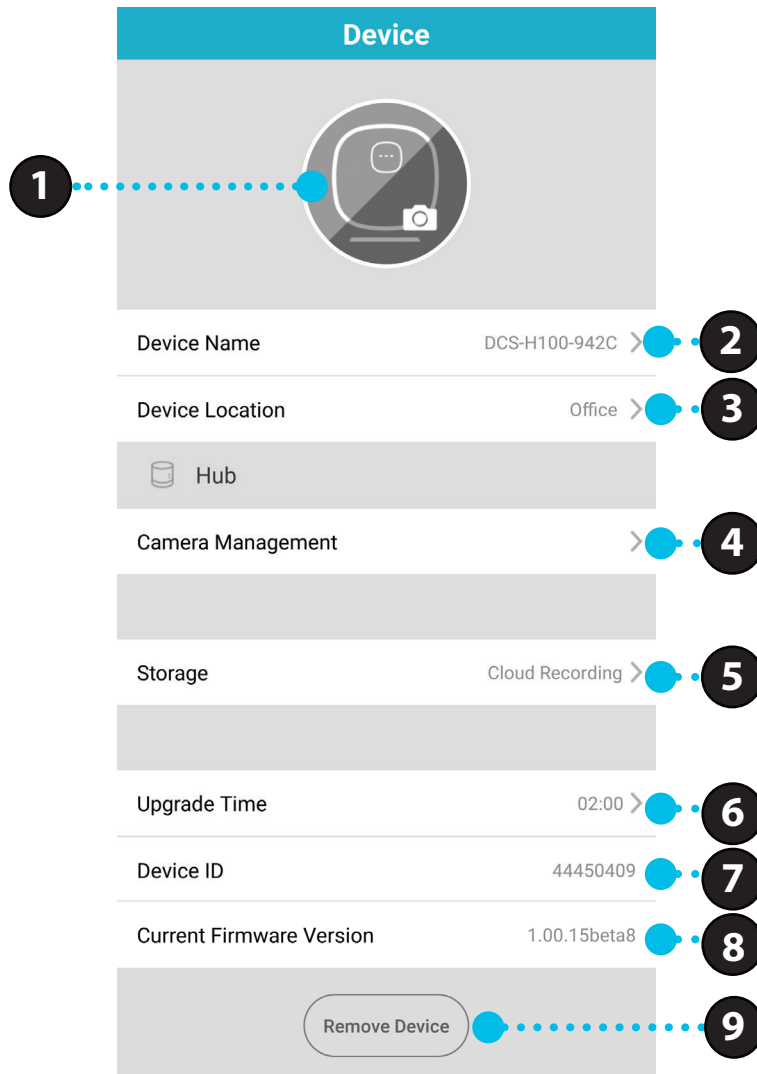 Device
1
Device Name DCS-H100-942C 2
Device Location Office 3
Hub
Camera Management 4
Storage Cloud Recording 5
Upgrade Time 02:00 6
Device ID 44450409 7
Current Firmware Version 1.00.15beta8 8
Remove Device 9